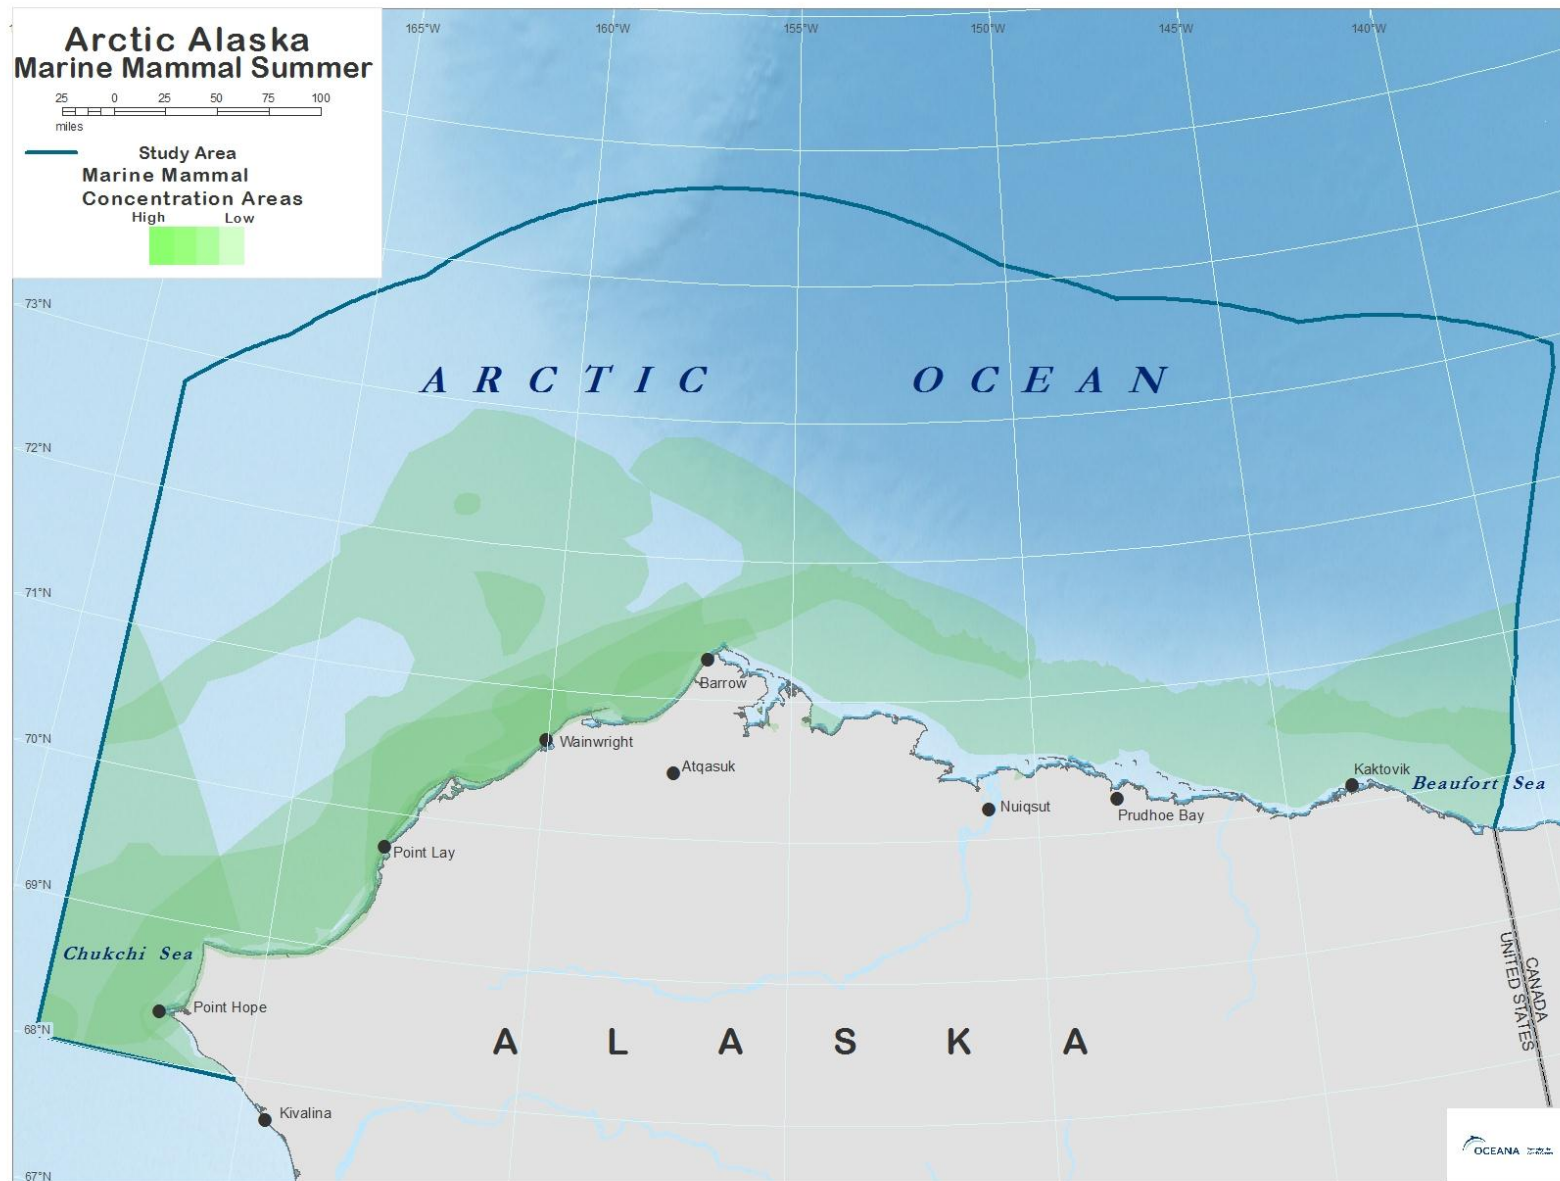 Arctic Alaska
Marine Mammal Summer
25 0 25 50 75 100
miles
Study Area
Marine Mammal
Concentration Areas
High Low
165°W 160°W 155°W 150°W 145°W 140°W
73°N
72°N
71°N
70°N
69°N
68°N
67°N
ARCTIC OCEAN
Barrow
Wainwright
Atqasuk
Kaktovik
Beaufort Sea
Nuiqsut
Prudhoe Bay
Point Lay
Chukchi Sea
Point Hope
ALASKA
CANADA
UNITED STATES
Kivalina
OCEANA